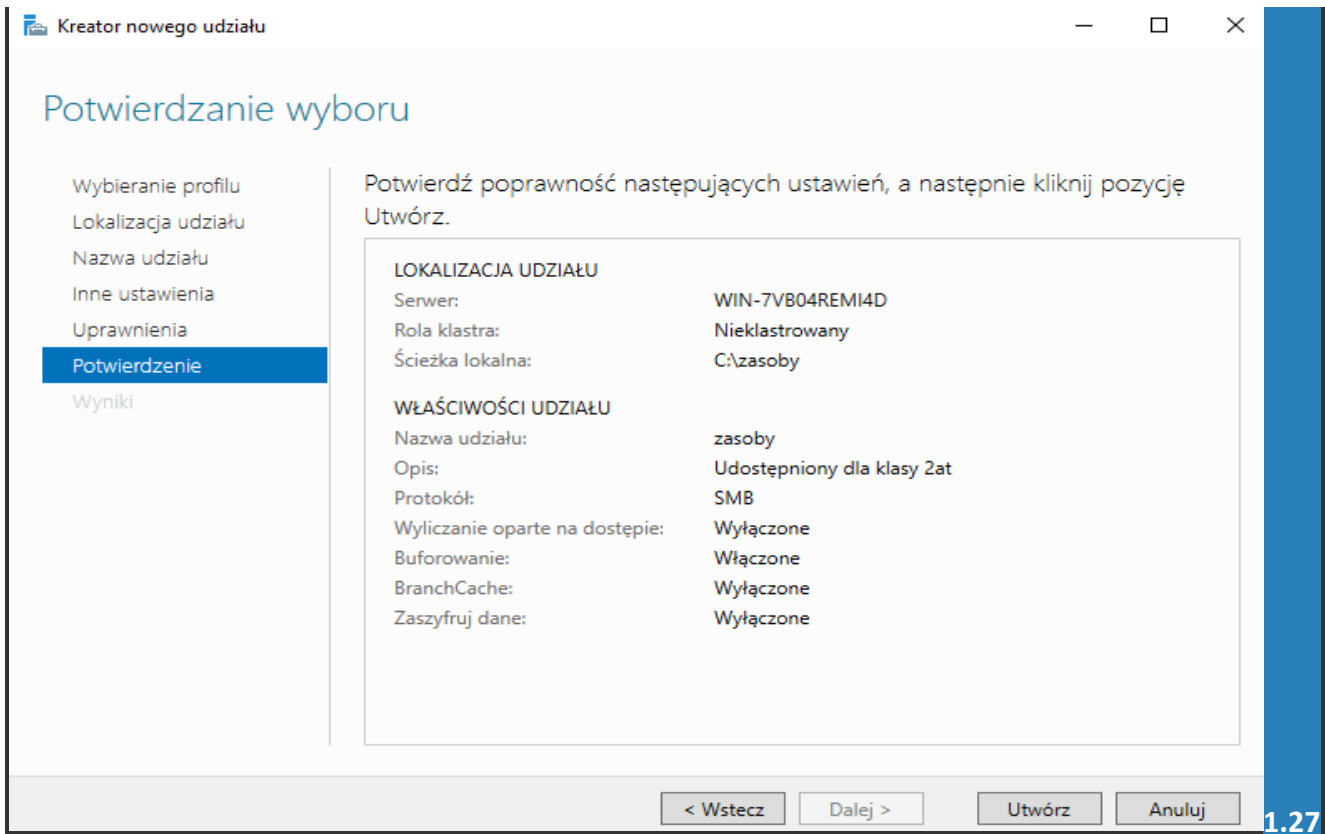 Kreator nowego udziału
Potwierdzanie wyboru
Wybieranie profilu
Lokalizacja udziału
Nazwa udziału
Inne ustawienia
Uprawnienia
Potwierdzenie
Wyniki
Potwierdź poprawność następujących ustawień, a następnie kliknij pozycję
Utwórz.
LOKALIZACJA UDZIAŁU
Serwer: WIN-7VB04REMI4D
Rola klastra: Nieklastrowany
Ścieżka lokalna: C:\zasoby
WŁAŚCIWOŚCI UDZIAŁU
Nazwa udziału: zasoby
Opis: Udostępniony dla klasy 2at
Protokół: SMB
Wyliczanie oparte na dostępie: Wyłączone
Buforowanie: Włączone
BranchCache: Wyłączone
Zaszyfruj dane: Wyłączone
< Wstecz Dalej > Utwórz Anuluj
1.27